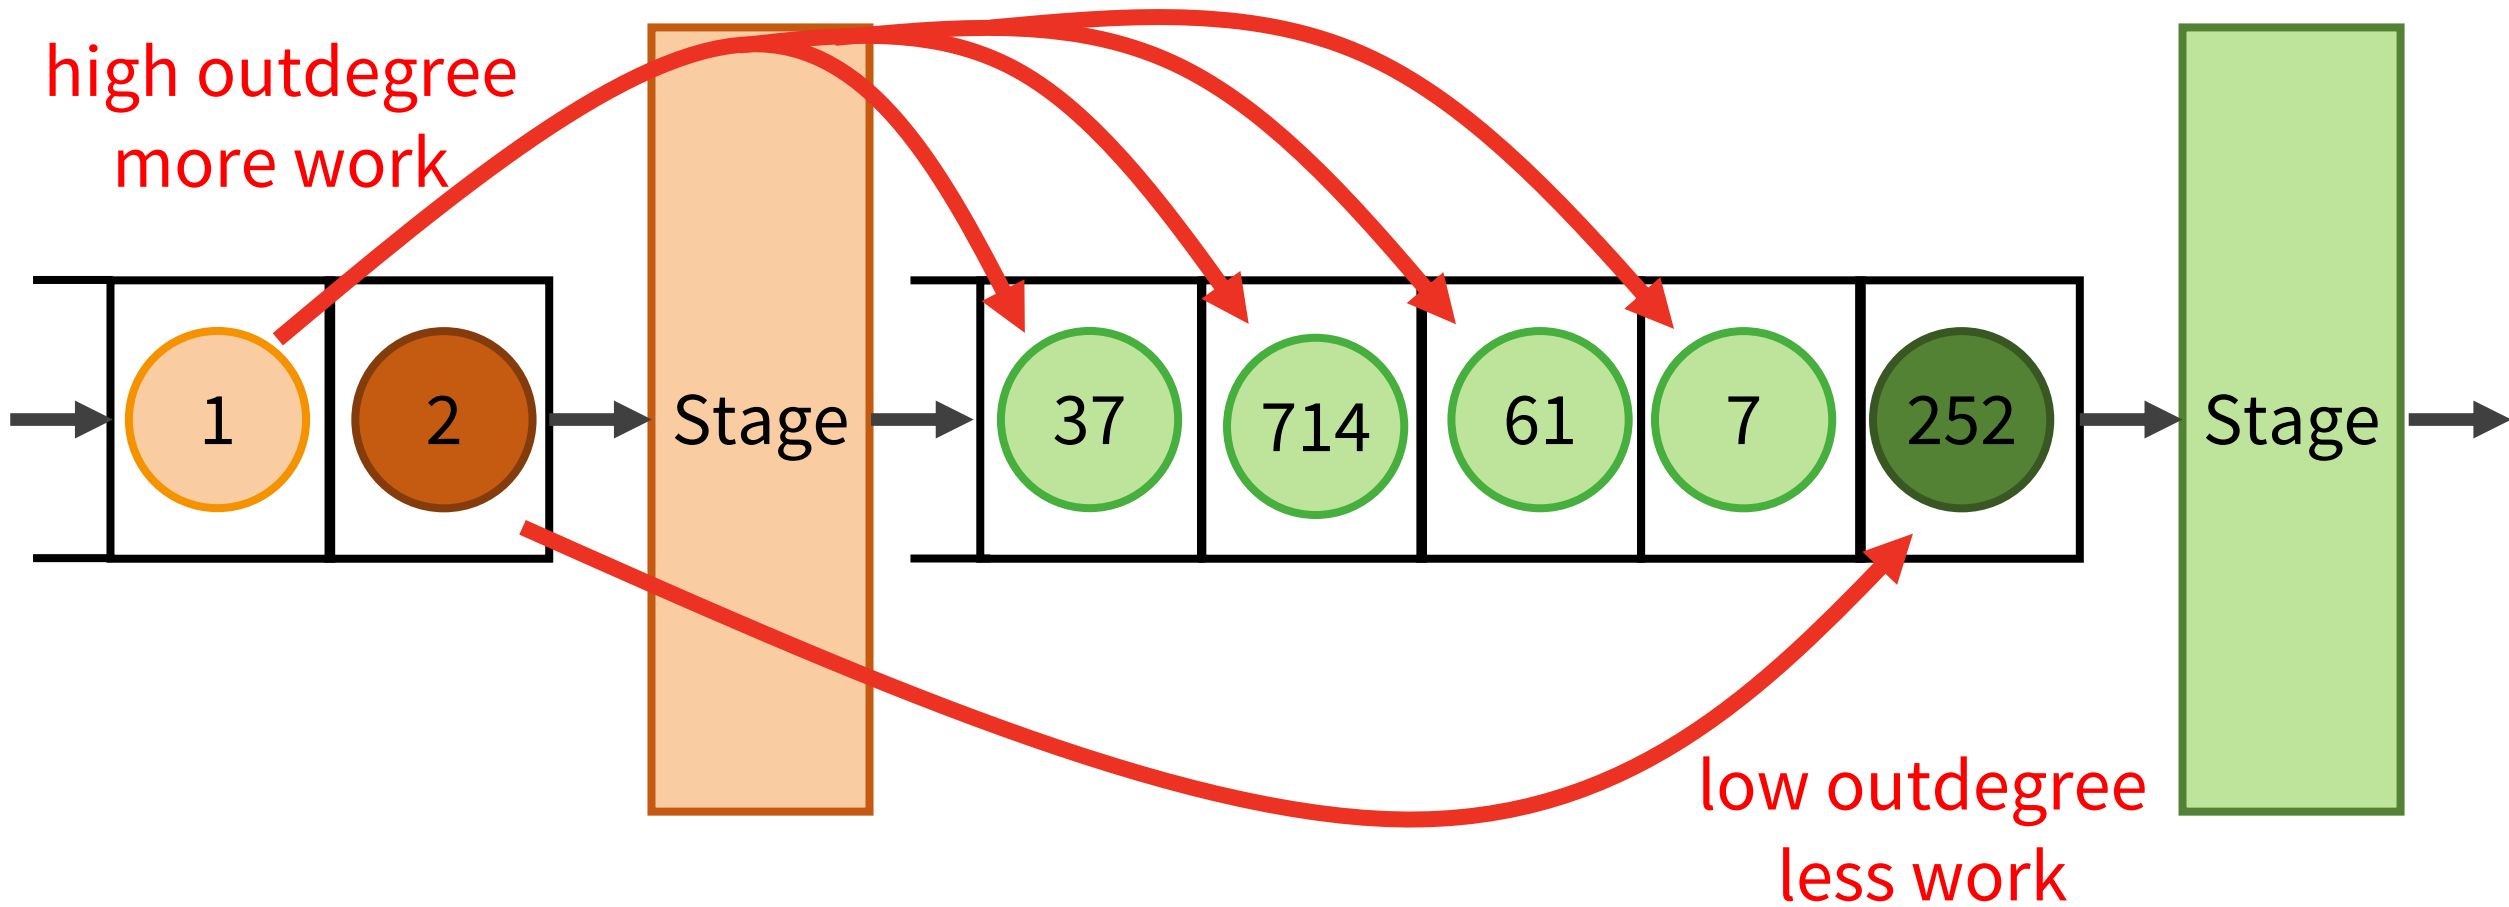 high outdegree
more work
1
2
Stage
37
714
61
7
252
Stage
low outdegree
less work